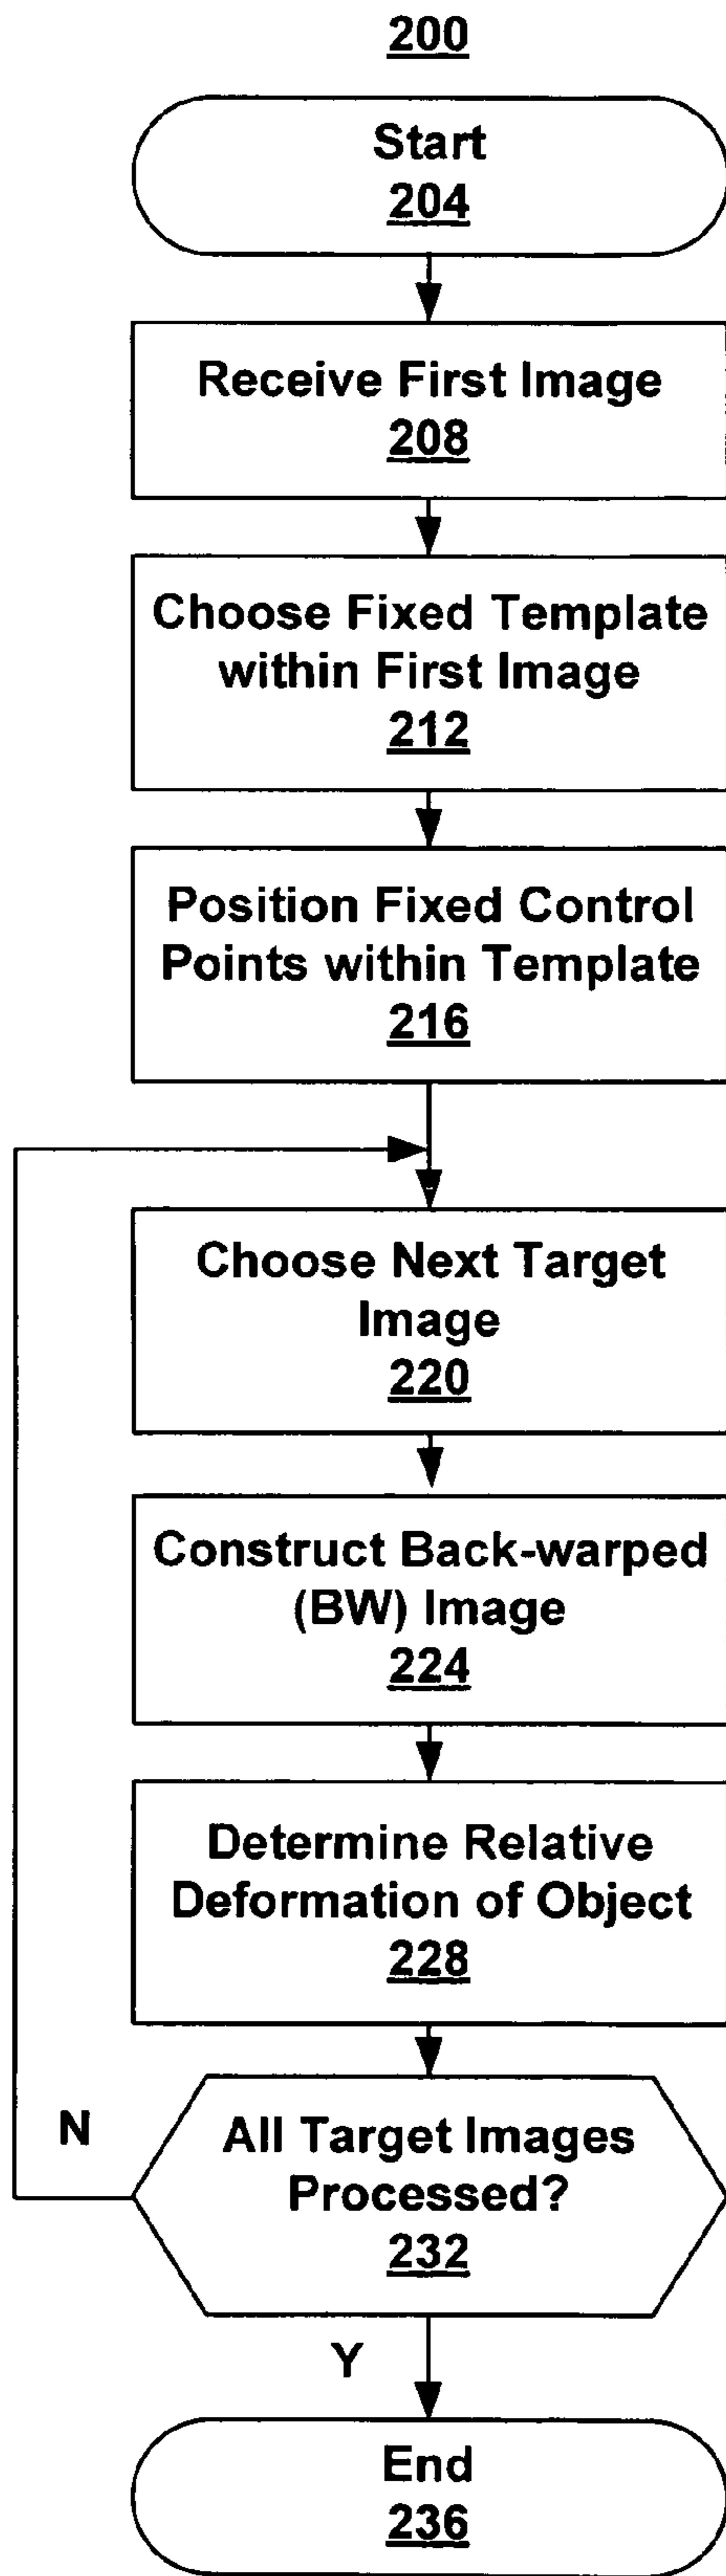 200
Start
204
Receive First Image
208
Choose Fixed Template
within First Image
212
Position Fixed Control
Points within Template
216
Choose Next Target
Image
220
Construct Back-warped
(BW) Image
224
Determine Relative
Deformation of Object
228
N
All Target Images
Processed?
232
Y
End
236